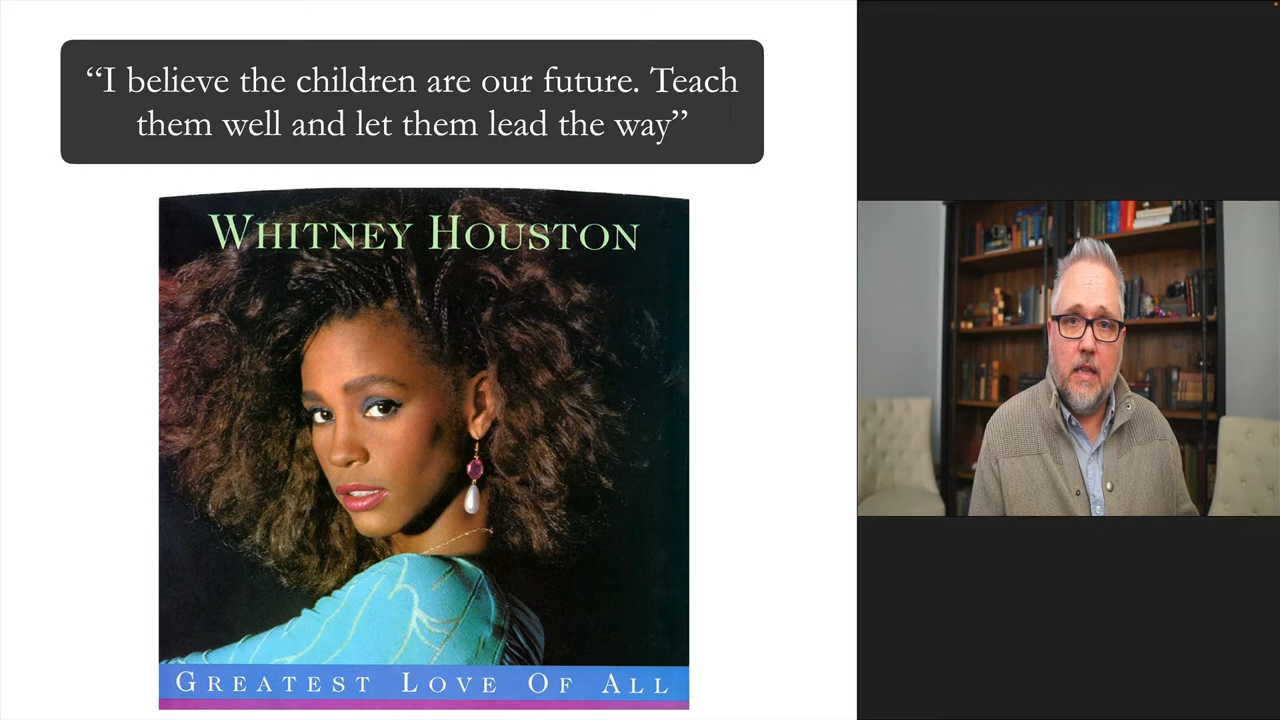 “I believe the children are our future. Teach
them well and let them lead the way”
WHITNEY HOUSTON
GREATEST LOVE OF ALL